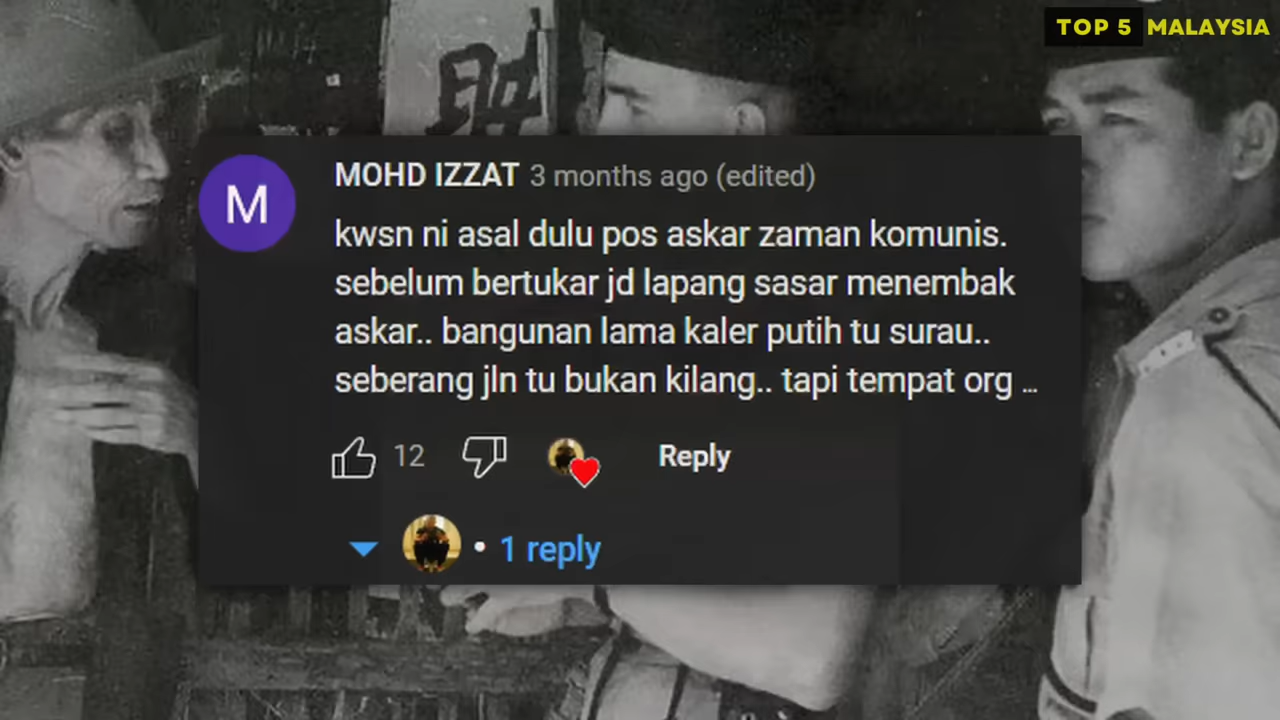 TOP 5 MALAYSIA
M
MOHD IZZAT 3 months ago (edited)
kwsn ni asal dulu pos askar zaman komunis.
sebelum bertukar jd lapang sasar menembak
askar.. bangunan lama kaler putih tu surau..
seberang jln tu bukan kilang.. tapi tempat org ...
12
Reply
• 1 reply